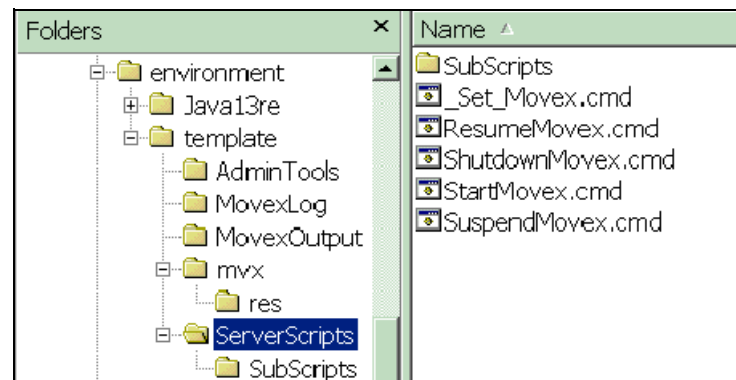 Folders
environment
Java13re
template
AdminTools
MovexLog
MovexOutput
mvx
res
ServerScripts
SubScripts
Name
SubScripts
_Set_Movex.cmd
ResumeMovex.cmd
ShutdownMovex.cmd
StartMovex.cmd
SuspendMovex.cmd